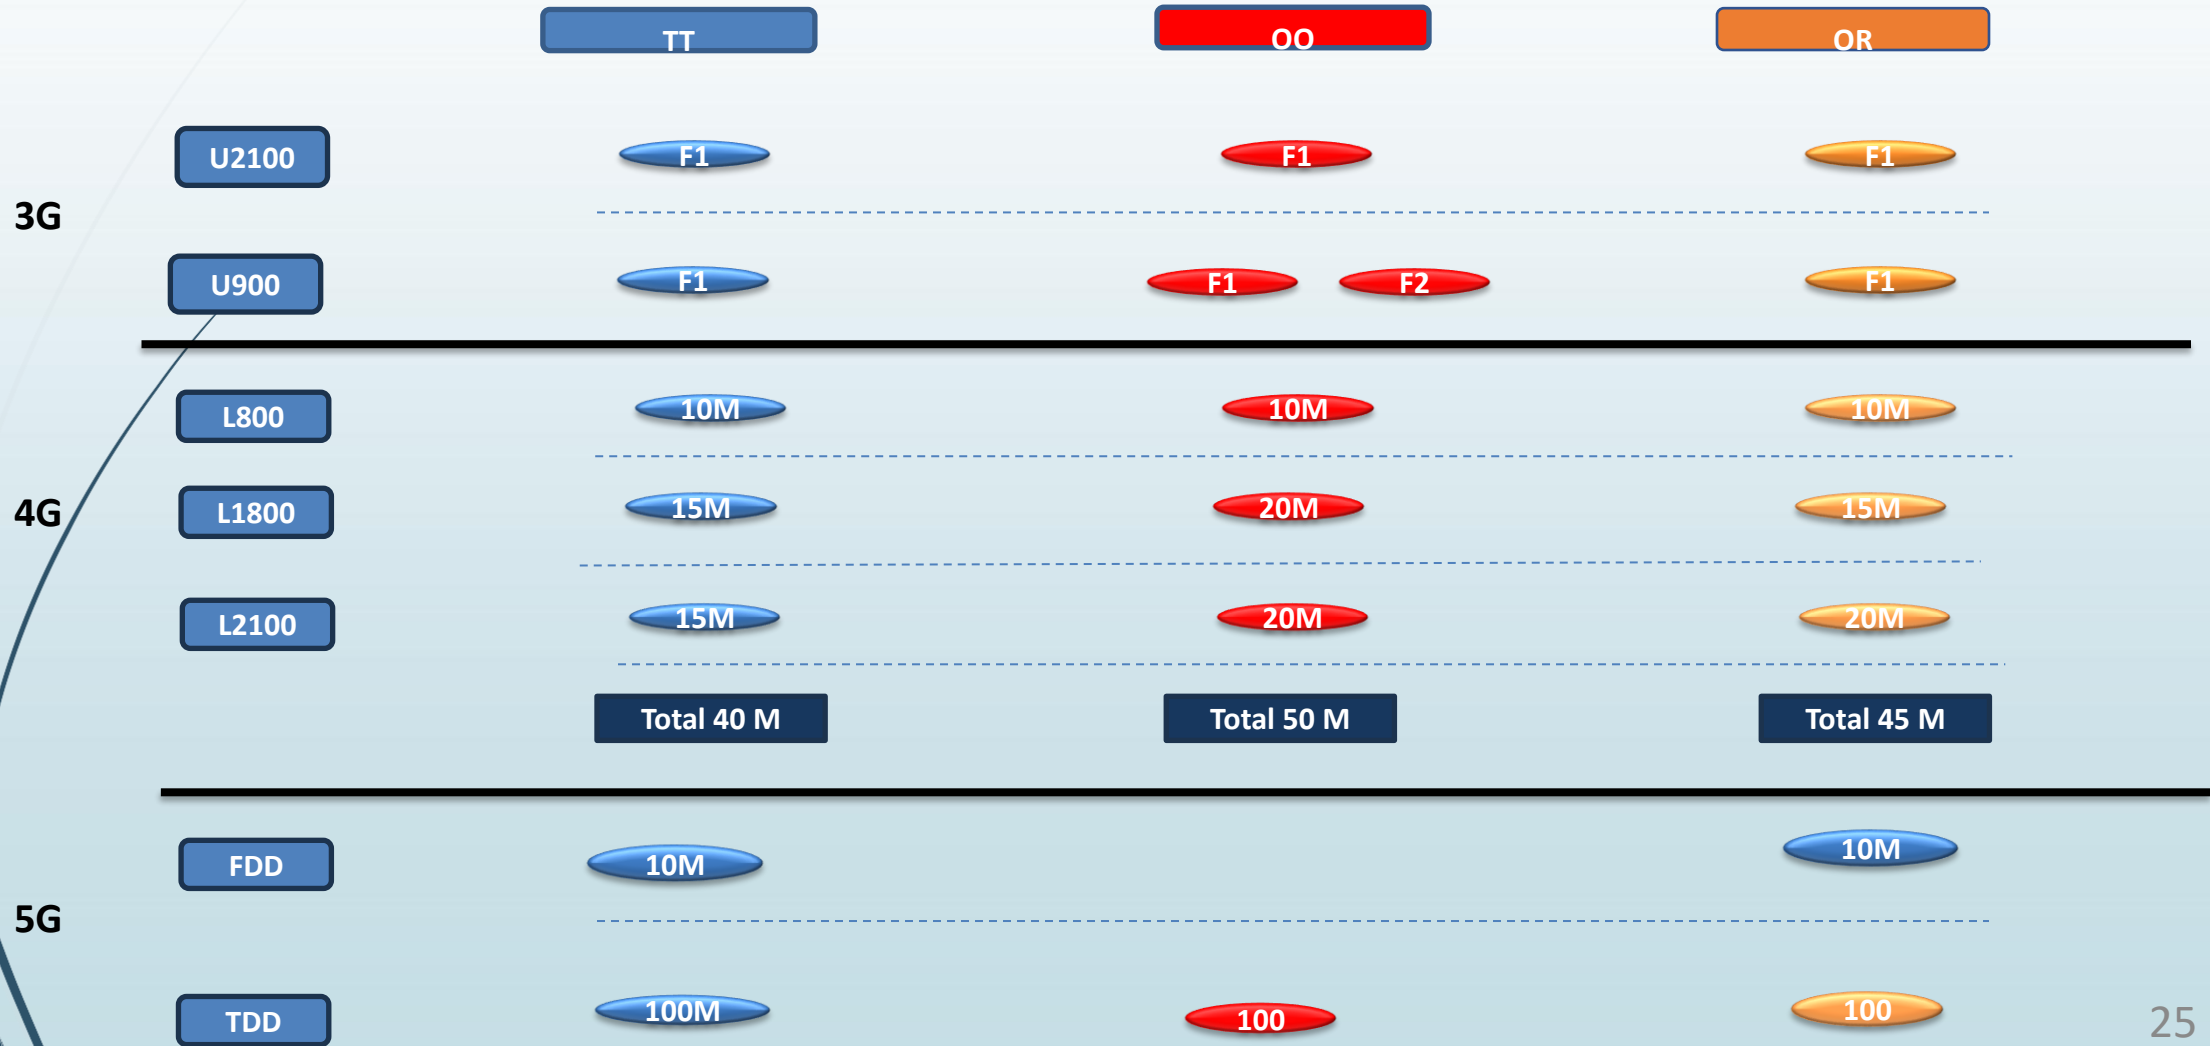 TT OO OR
U2100 F1 F1 F1
3G
U900 F1 F1 F2 F1
L800 10M 10M 10M
4G L1800 15M 20M 15M
L2100 15M 20M 20M
Total 40 M Total 50 M Total 45 M
FDD 10M 10M
5G
TDD 100M 100 100
25